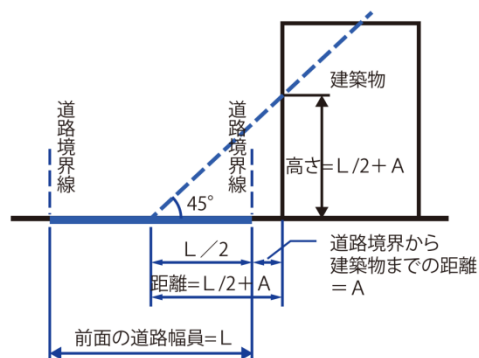 建築物
道路境界線
道路境界線
高さ=L/2+A
45°
L/2
距離=L/2+A
道路境界から
建築物までの距離
=A
前面の道路幅員=L